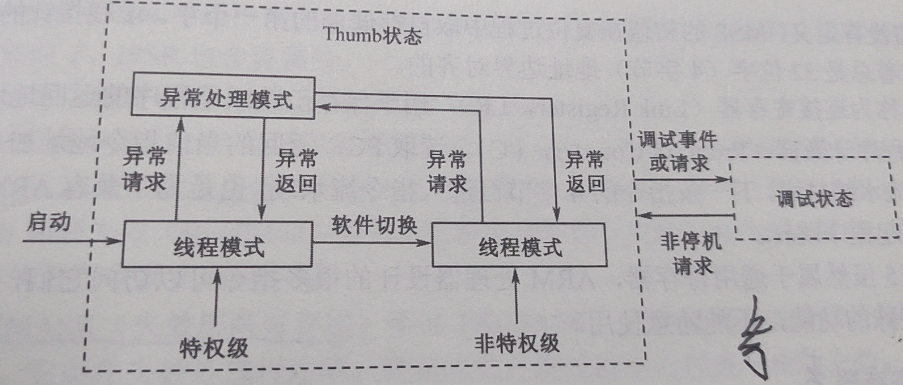 Thumb状态
异常处理模式
异常
请求
异常
返回
异常
请求
异常
返回
调试事件
或请求
调试状态
启动
线程模式
软件切换
线程模式
非停机
请求
特权级
非特权级